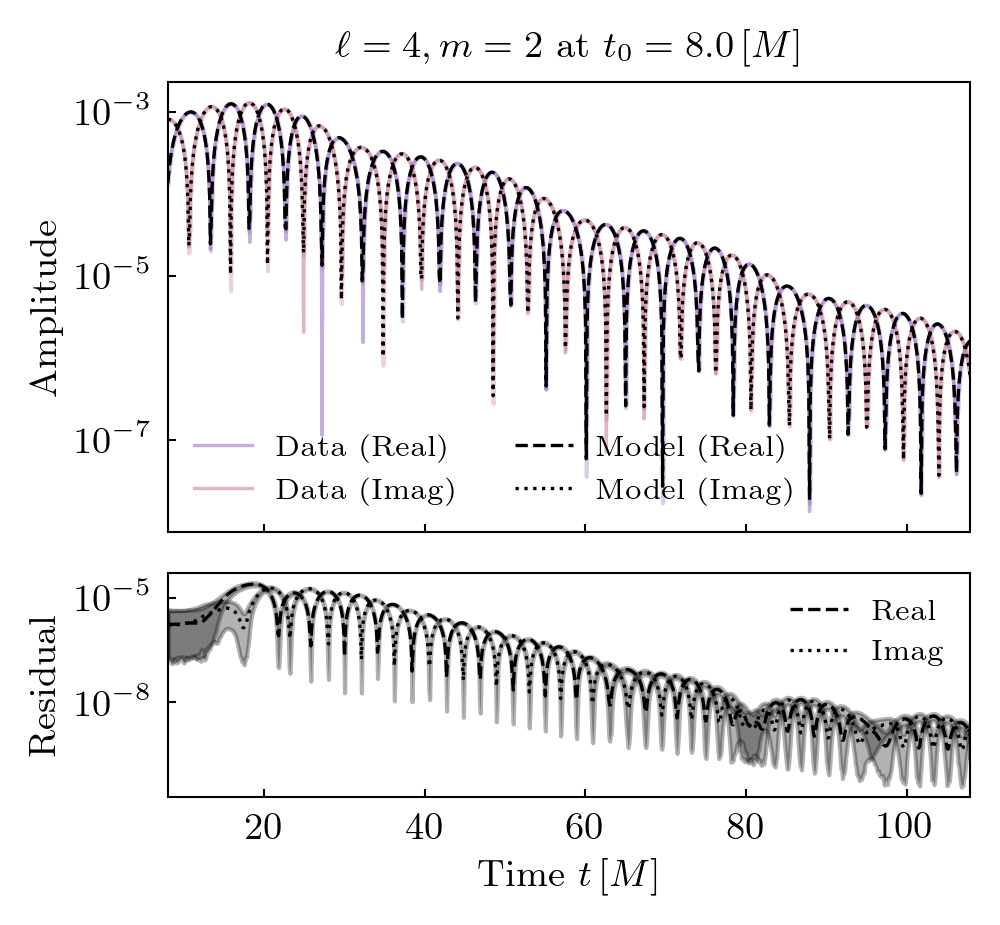 ℓ = 4, m = 2 at t₀ = 8.0 [M]
10⁻³
10⁻⁵
10⁻⁷
Amplitude
Data (Real)
Data (Imag)
Model (Real)
Model (Imag)
10⁻⁵
10⁻⁸
Residual
Real
Imag
20 40 60 80 100
Time t [M]